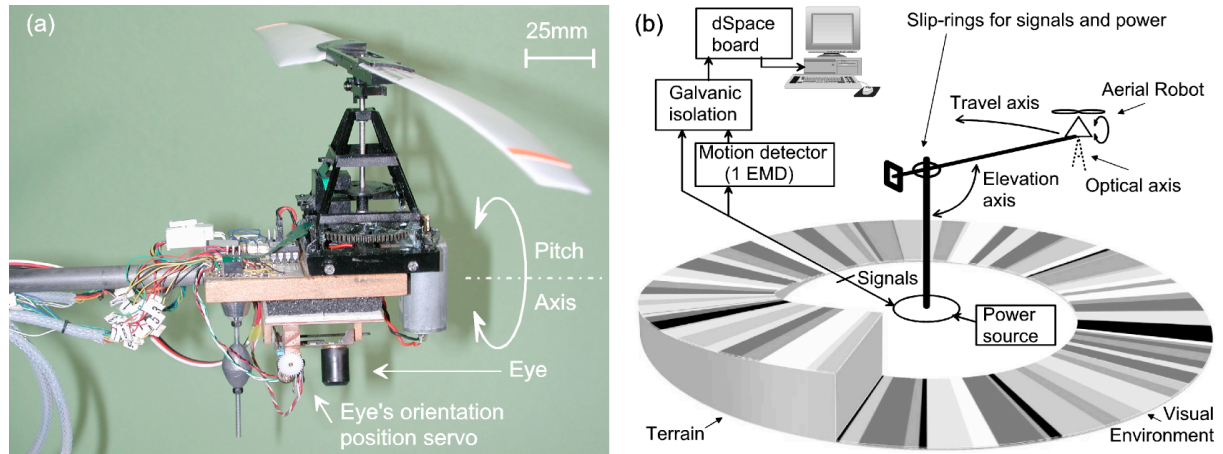 (a)
25mm
Pitch
Axis
Eye
Eye's orientation
position servo
(b)
dSpace
board
Slip-rings for signals and power
Galvanic
isolation
Motion detector
(1 EMD)
Travel axis
Aerial Robot
Elevation
axis
Optical axis
Signals
Power
source
Terrain
Visual
Environment